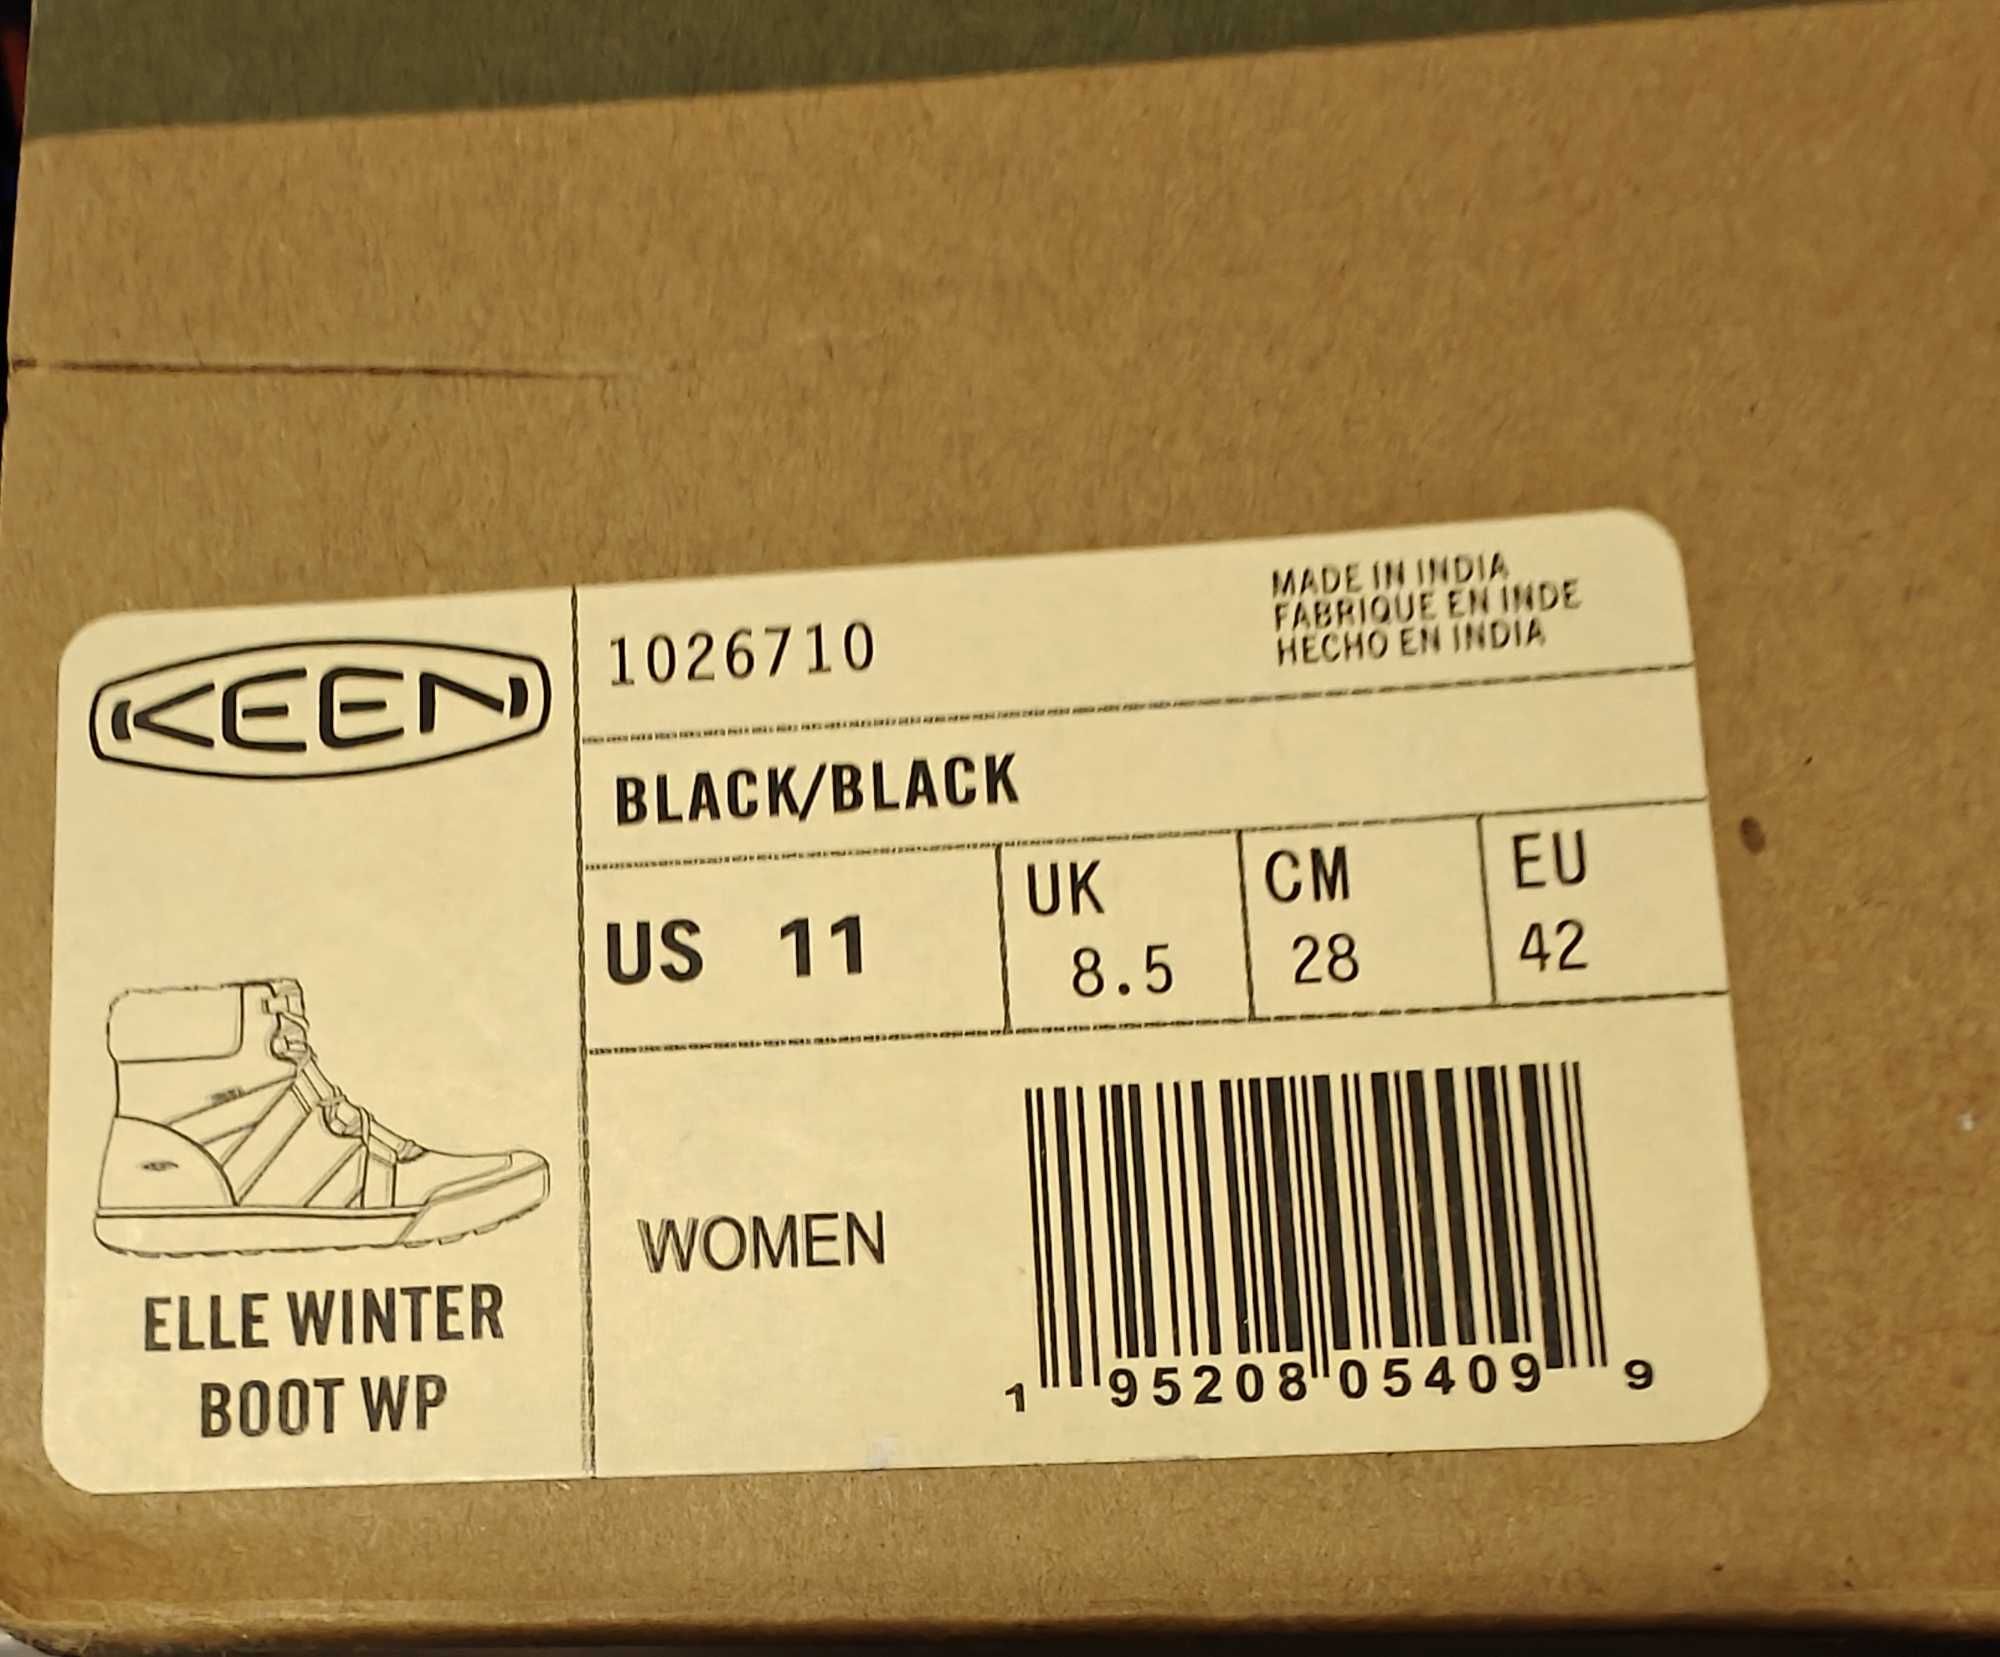 KEEN
1026710
MADE IN INDIA
FABRIQUE EN INDE
HECHO EN INDIA
BLACK/BLACK
US 11
UK
8.5
CM
28
EU
42
ELLE WINTER
BOOT WP
WOMEN
1 95208 05409 9